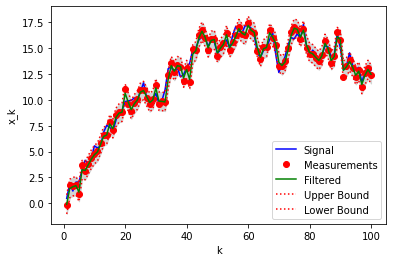 17.5
15.0
12.5
10.0
7.5
5.0
2.5
0.0
x_k
Signal
Measurements
Filtered
Upper Bound
Lower Bound
0 20 40 60 80 100
k